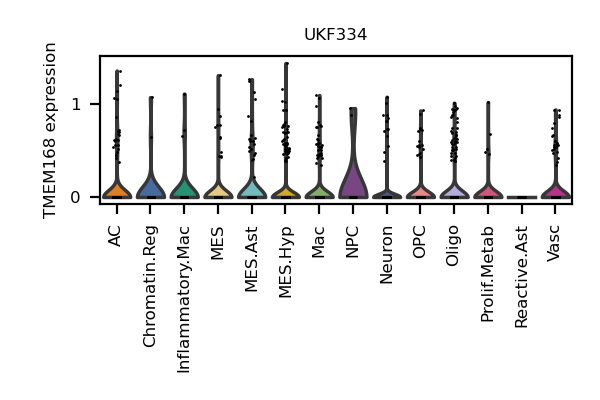 UKF334
TMEM168 expression
1
0
AC
Chromatin.Reg
Inflammatory.Mac
MES
MES.Ast
MES.Hyp
Mac
NPC
Neuron
OPC
Oligo
Prolif.Metab
Reactive.Ast
Vasc